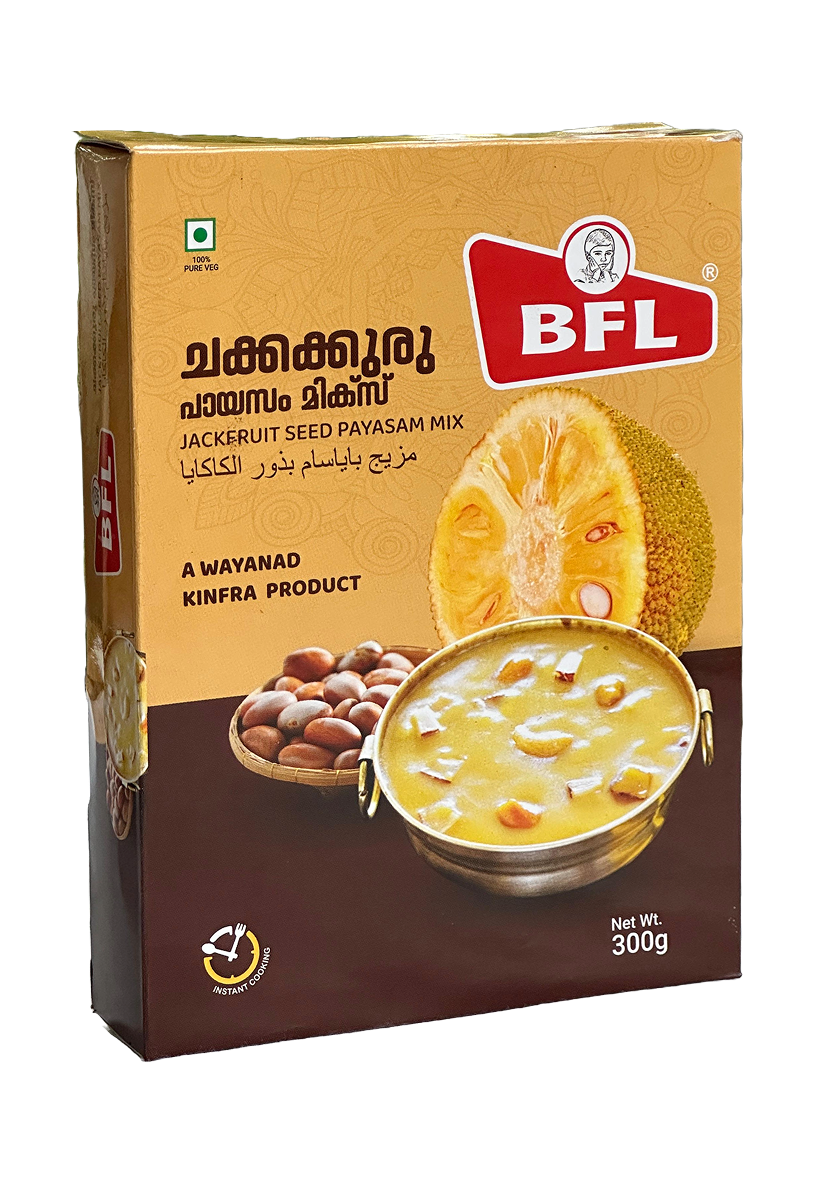 100%
PURE VEG
BFL
®
ചക്കക്കുരു
പായസം മിക്സ്
JACKFRUIT SEED PAYASAM MIX
مزيج باياسام بذور الكاكايا
A WAYANAD
KINFRA PRODUCT
BFL
Net Wt.
300g
INSTANT COOKING